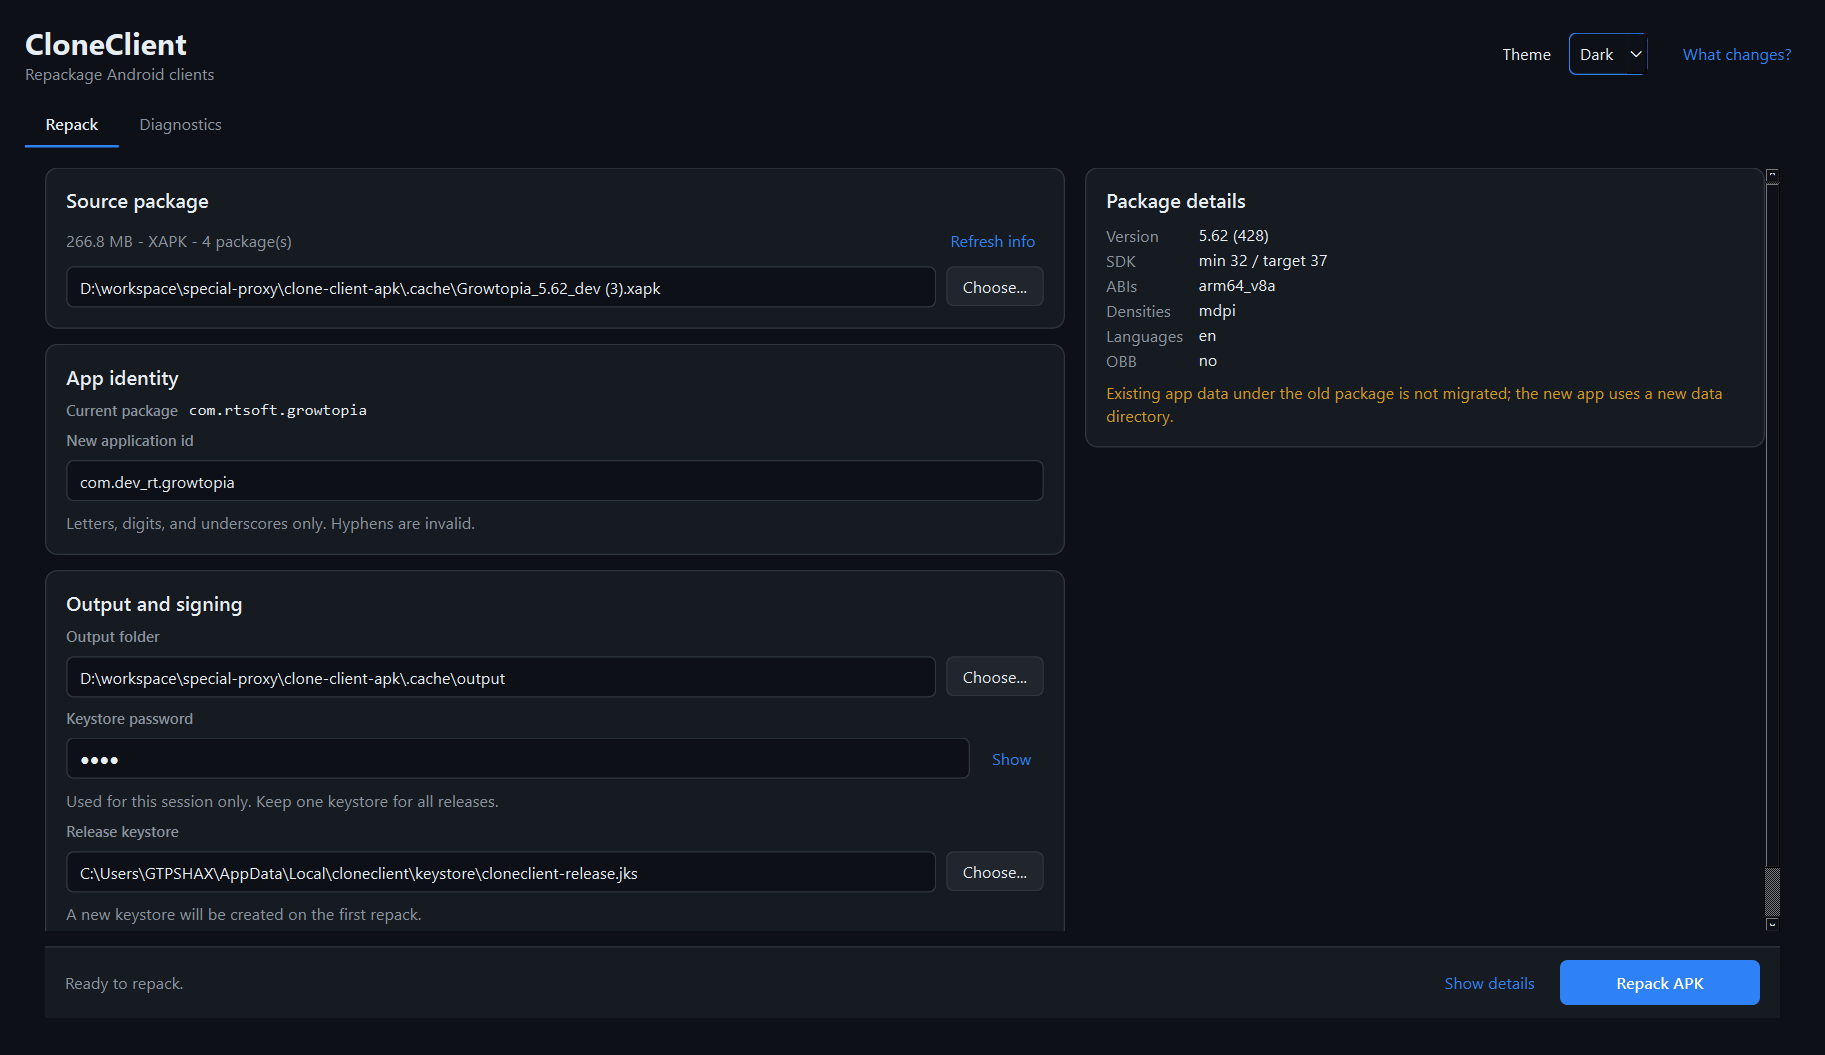 CloneClient
Repackage Android clients
Theme
Dark
What changes?
Repack
Diagnostics
Source package
266.8 MB - XAPK - 4 package(s)
Refresh info
D:\workspace\special-proxy\clone-client-apk\.cache\Growtopia_5.62_dev (3).xapk
Choose...
App identity
Current package com.rtsoft.growtopia
New application id
com.dev_rt.growtopia
Letters, digits, and underscores only. Hyphens are invalid.
Output and signing
Output folder
D:\workspace\special-proxy\clone-client-apk\.cache\output
Choose...
Keystore password
••••
Show
Used for this session only. Keep one keystore for all releases.
Release keystore
C:\Users\GTPSHAX\AppData\Local\cloneclient\keystore\cloneclient-release.jks
Choose...
A new keystore will be created on the first repack.
Package details
Version 5.62 (428)
SDK min 32 / target 37
ABIs arm64_v8a
Densities mdpi
Languages en
OBB no
Existing app data under the old package is not migrated; the new app uses a new data
directory.
Ready to repack.
Show details
Repack APK